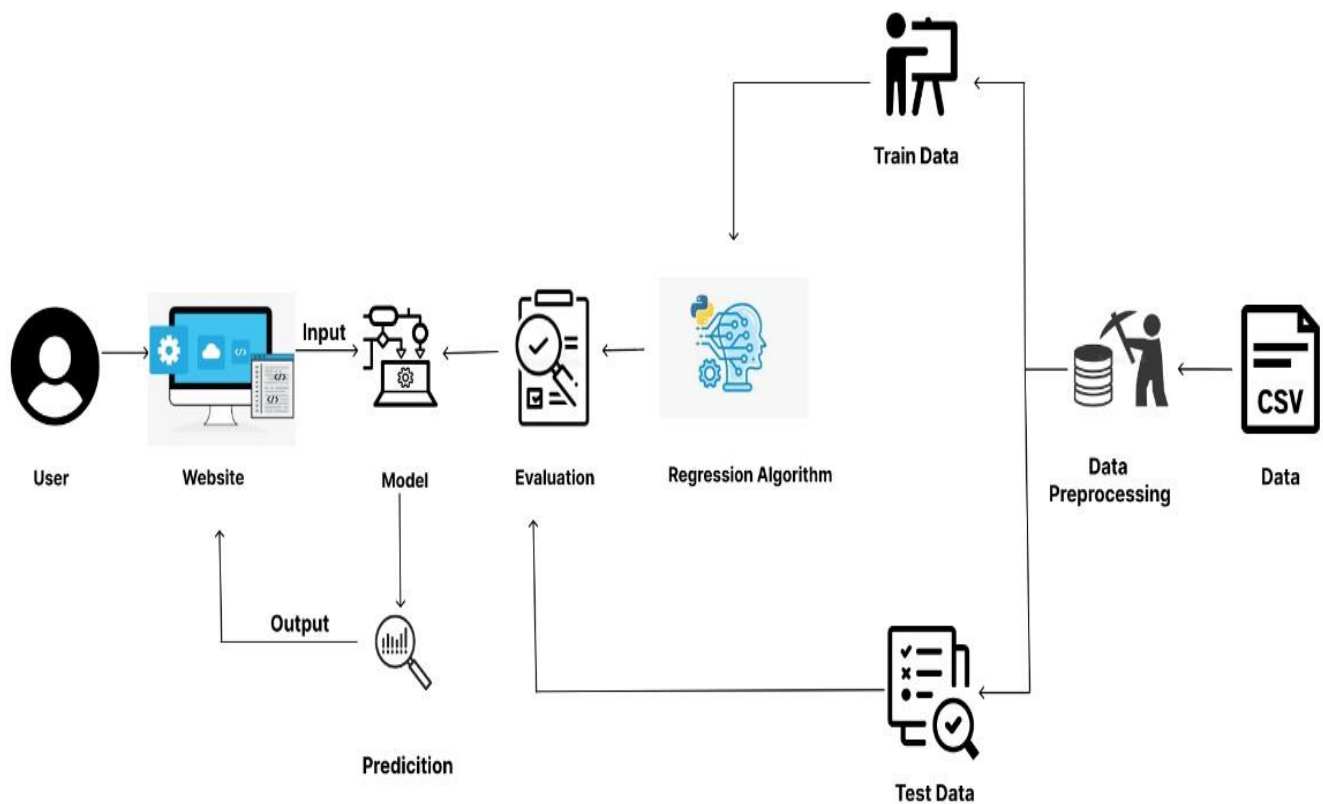 Train Data
Input
CSV
User
Website
Model
Evaluation
Regression Algorithm
Data
Preprocessing
Data
Output
Predicition
Test Data